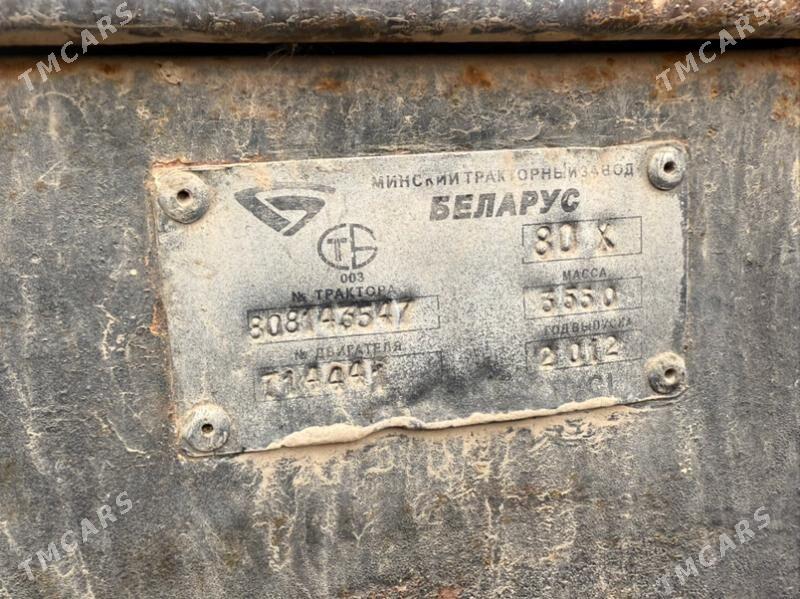 TMCARS
TMCARS
МИНСКИЙ ТРАКТОРНЫЙ ЗАВОД
БЕЛАРУС
СТБ
003
80 X
№ ТРАКТОРА
МАССА
808146547
3550
№ ДВИГАТЕЛЯ
ГОД ВЫПУСКА
2012
TMCARS
TMCARS